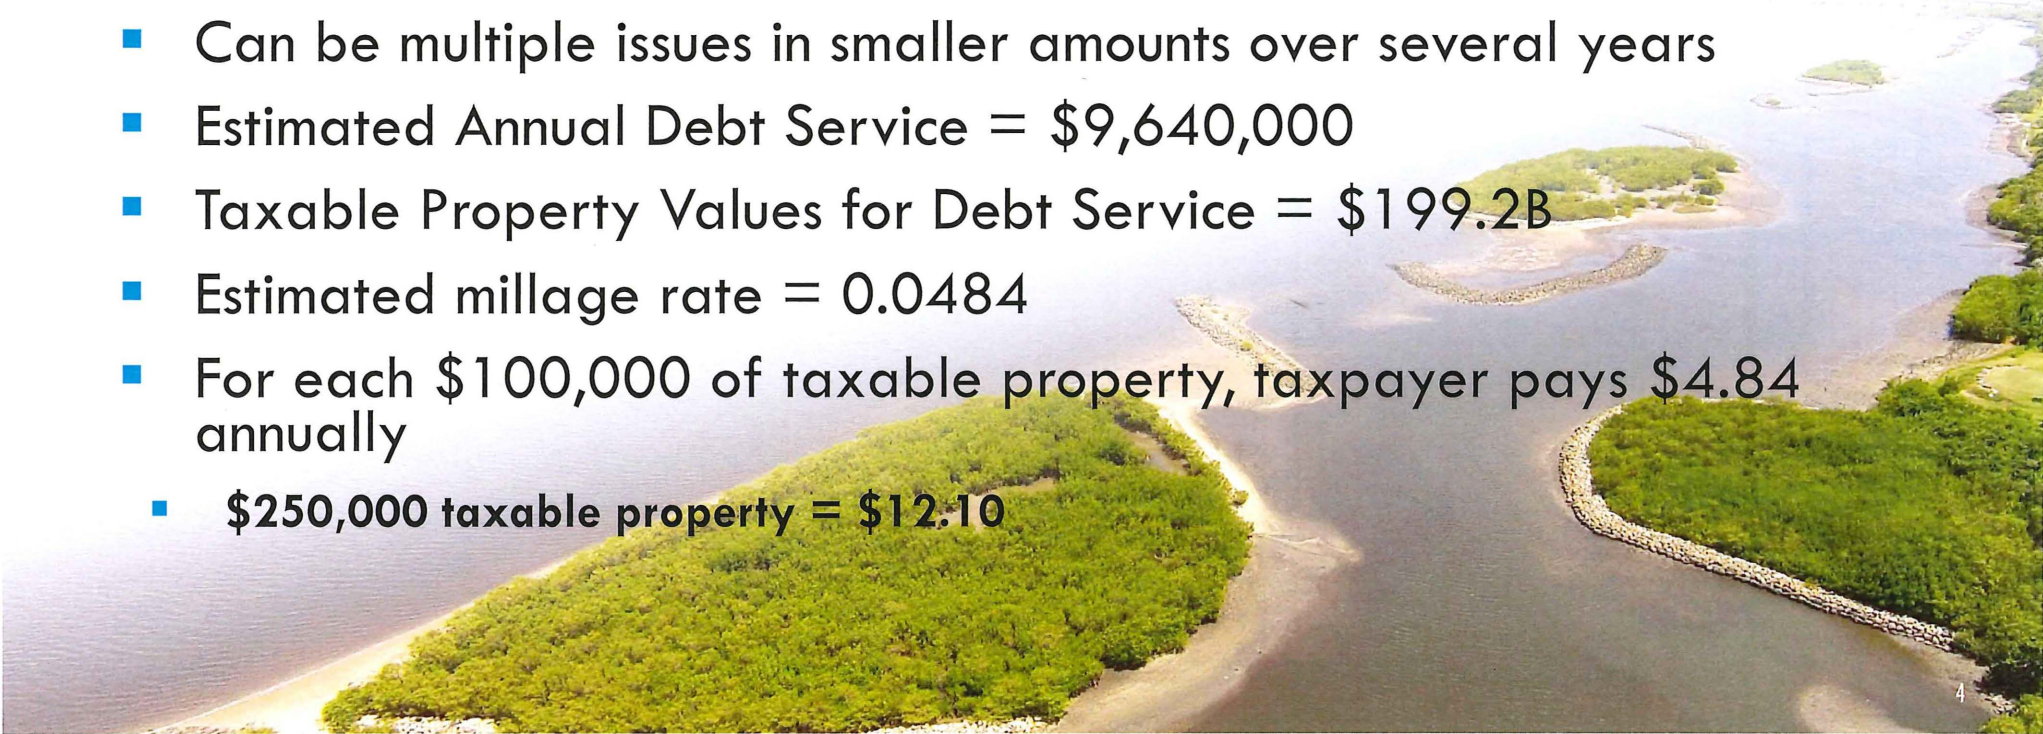 ▪ Can be multiple issues in smaller amounts over several years
▪ Estimated Annual Debt Service = $9,640,000
▪ Taxable Property Values for Debt Service = $199.2B
▪ Estimated millage rate = 0.0484
▪ For each $100,000 of taxable property, taxpayer pays $4.84
annually
▪ $250,000 taxable property = $12.10
4